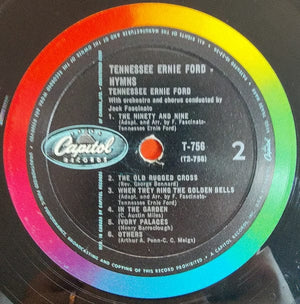 TENNESSEE ERNIE FORD -
HYMNS
TENNESSEE ERNIE FORD
With orchestra and chorus conducted by
Jack Fascinato
1. THE NINETY AND NINE
(Adapt. and Arr. by F. Fascinato-
Tennessee Ernie Ford)
Capitol
RECORDS
T-756
(T2-756)
2
2. THE OLD RUGGED CROSS
(Rev. George Bennard)
3. WHEN THEY RING THE GOLDEN BELLS
(Adapt. and Arr. by F. Fascinato-
Tennessee Ernie Ford)
4. IN THE GARDEN
(C. Austin Miles)
5. IVORY PALACES
(Henry Barraclough)
6. OTHERS
(Arthur A. Penn-C. C. Meigs)